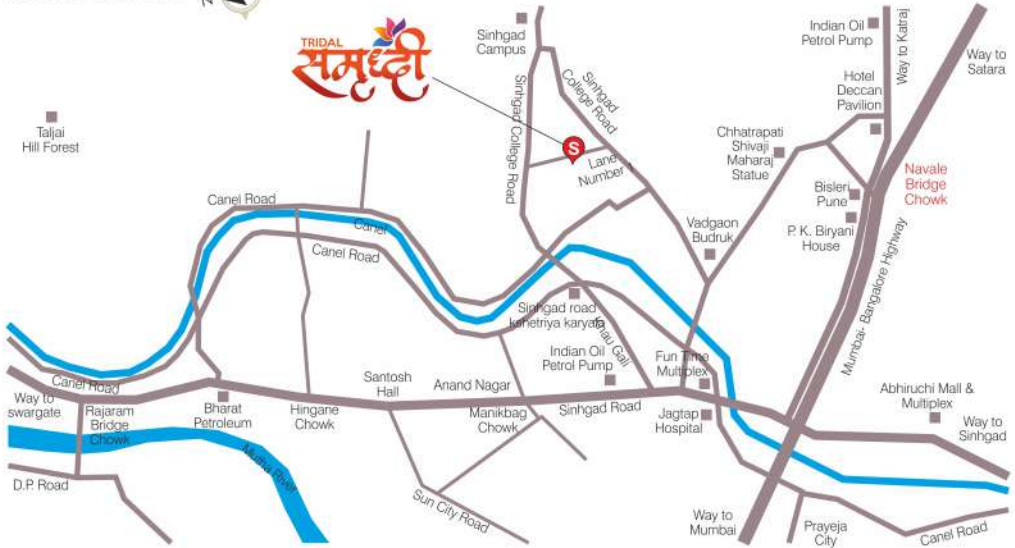 N
TRIDAL
समृध्दी
Sinhgad
Campus
Sinhgad College Road
Sinhgad
College Road
S
Lane
Number 1
Indian Oil
Petrol Pump
Way to Katraj
Way to
Satara
Hotel
Deccan
Pavilion
Taljai
Hill Forest
Chhatrapati
Shivaji
Maharaj
Statue
Navale
Bridge
Chowk
Bisleri
Pune
P. K. Biryani
House
Vadgaon
Budruk
Mumbai- Bangalore Highway
Canel Road
Canel
Canel Road
Sinhgad road
kshetriya karyala
Khau Gali
Indian Oil
Petrol Pump
Fun Time
Multiplex
Canel Road
Way to
swargate
Rajaram
Bridge
Chowk
Bharat
Petroleum
Hingane
Chowk
Santosh
Hall
Anand Nagar
Manikbag
Chowk
Sinhgad Road
Jagtap
Hospital
Abhiruchi Mall &
Multiplex
Way to
Sinhgad
D.P. Road
Mutha River
Sun City Road
Way to
Mumbai
Prayeja
City
Canel Road